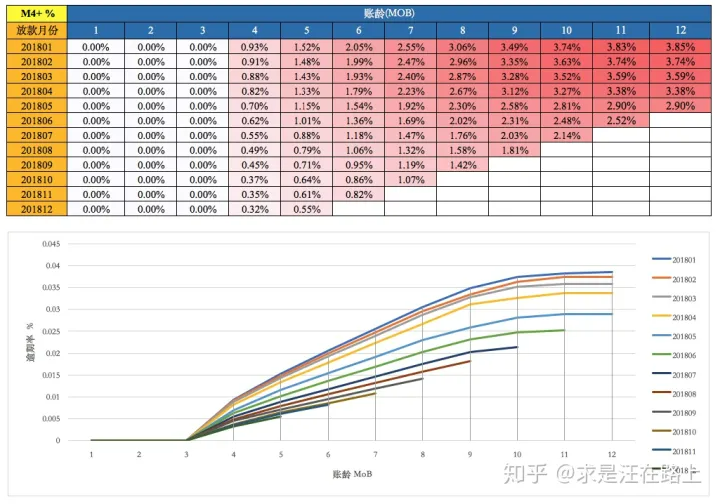 M4+ % 账龄(MOB)
放款月份 1 2 3 4 5 6 7 8 9 10 11 12
201801 0.00% 0.00% 0.00% 0.93% 1.52% 2.05% 2.55% 3.06% 3.49% 3.74% 3.83% 3.85%
201802 0.00% 0.00% 0.00% 0.91% 1.48% 1.99% 2.47% 2.96% 3.35% 3.63% 3.74% 3.74%
201803 0.00% 0.00% 0.00% 0.88% 1.43% 1.93% 2.40% 2.87% 3.28% 3.52% 3.59% 3.59%
201804 0.00% 0.00% 0.00% 0.82% 1.33% 1.79% 2.23% 2.67% 3.12% 3.27% 3.38% 3.38%
201805 0.00% 0.00% 0.00% 0.70% 1.15% 1.54% 1.92% 2.30% 2.58% 2.81% 2.90% 2.90%
201806 0.00% 0.00% 0.00% 0.62% 1.01% 1.36% 1.69% 2.02% 2.31% 2.48% 2.52%
201807 0.00% 0.00% 0.00% 0.55% 0.88% 1.18% 1.47% 1.76% 2.03% 2.14%
201808 0.00% 0.00% 0.00% 0.49% 0.79% 1.06% 1.32% 1.58% 1.81%
201809 0.00% 0.00% 0.00% 0.45% 0.71% 0.95% 1.19% 1.42%
201810 0.00% 0.00% 0.00% 0.37% 0.64% 0.86% 1.07%
201811 0.00% 0.00% 0.00% 0.35% 0.61% 0.82%
201812 0.00% 0.00% 0.00% 0.32% 0.55%
0.045
0.04
0.035
0.03
0.025
0.02
0.015
0.01
0.005
0
逾期率 %
1 2 3 4 5 6 7 8 9 10 11 12
账龄 MoB
201801
201802
201803
201804
201805
201806
201807
201808
201809
201810
201811
201812
知乎 @求是汪在路上